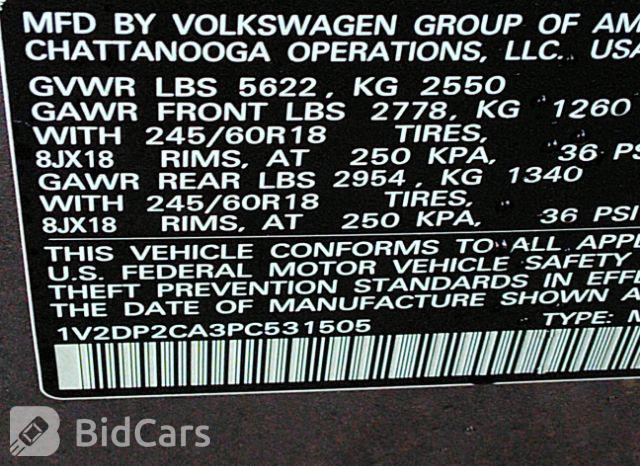 MFD BY VOLKSWAGEN GROUP OF AM
CHATTANOOGA OPERATIONS, LLC. USA
GVWR LBS 5622, KG 2550
GAWR FRONT LBS 2778, KG 1260
WITH 245/60R18 TIRES,
8JX18 RIMS, AT 250 KPA, 36 PS
GAWR REAR LBS 2954, KG 1340
WITH 245/60R18 TIRES,
8JX18 RIMS, AT 250 KPA, 36 PSI
THIS VEHICLE CONFORMS TO ALL APPL
U.S. FEDERAL MOTOR VEHICLE SAFETY
THEFT PREVENTION STANDARDS IN EFF
THE DATE OF MANUFACTURE SHOWN A
1V2DP2CA3PC531505 TYPE: M
BidCars